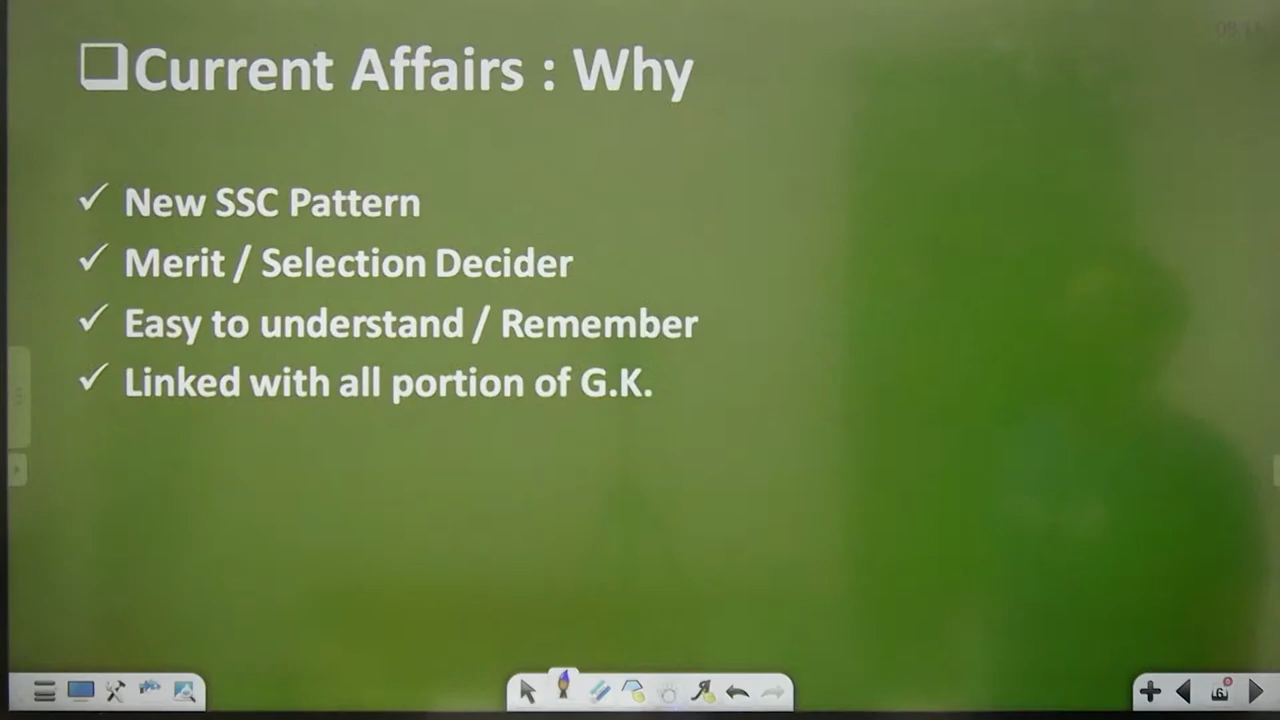 Current Affairs : Why
New SSC Pattern
Merit / Selection Decider
Easy to understand / Remember
Linked with all portion of G.K.